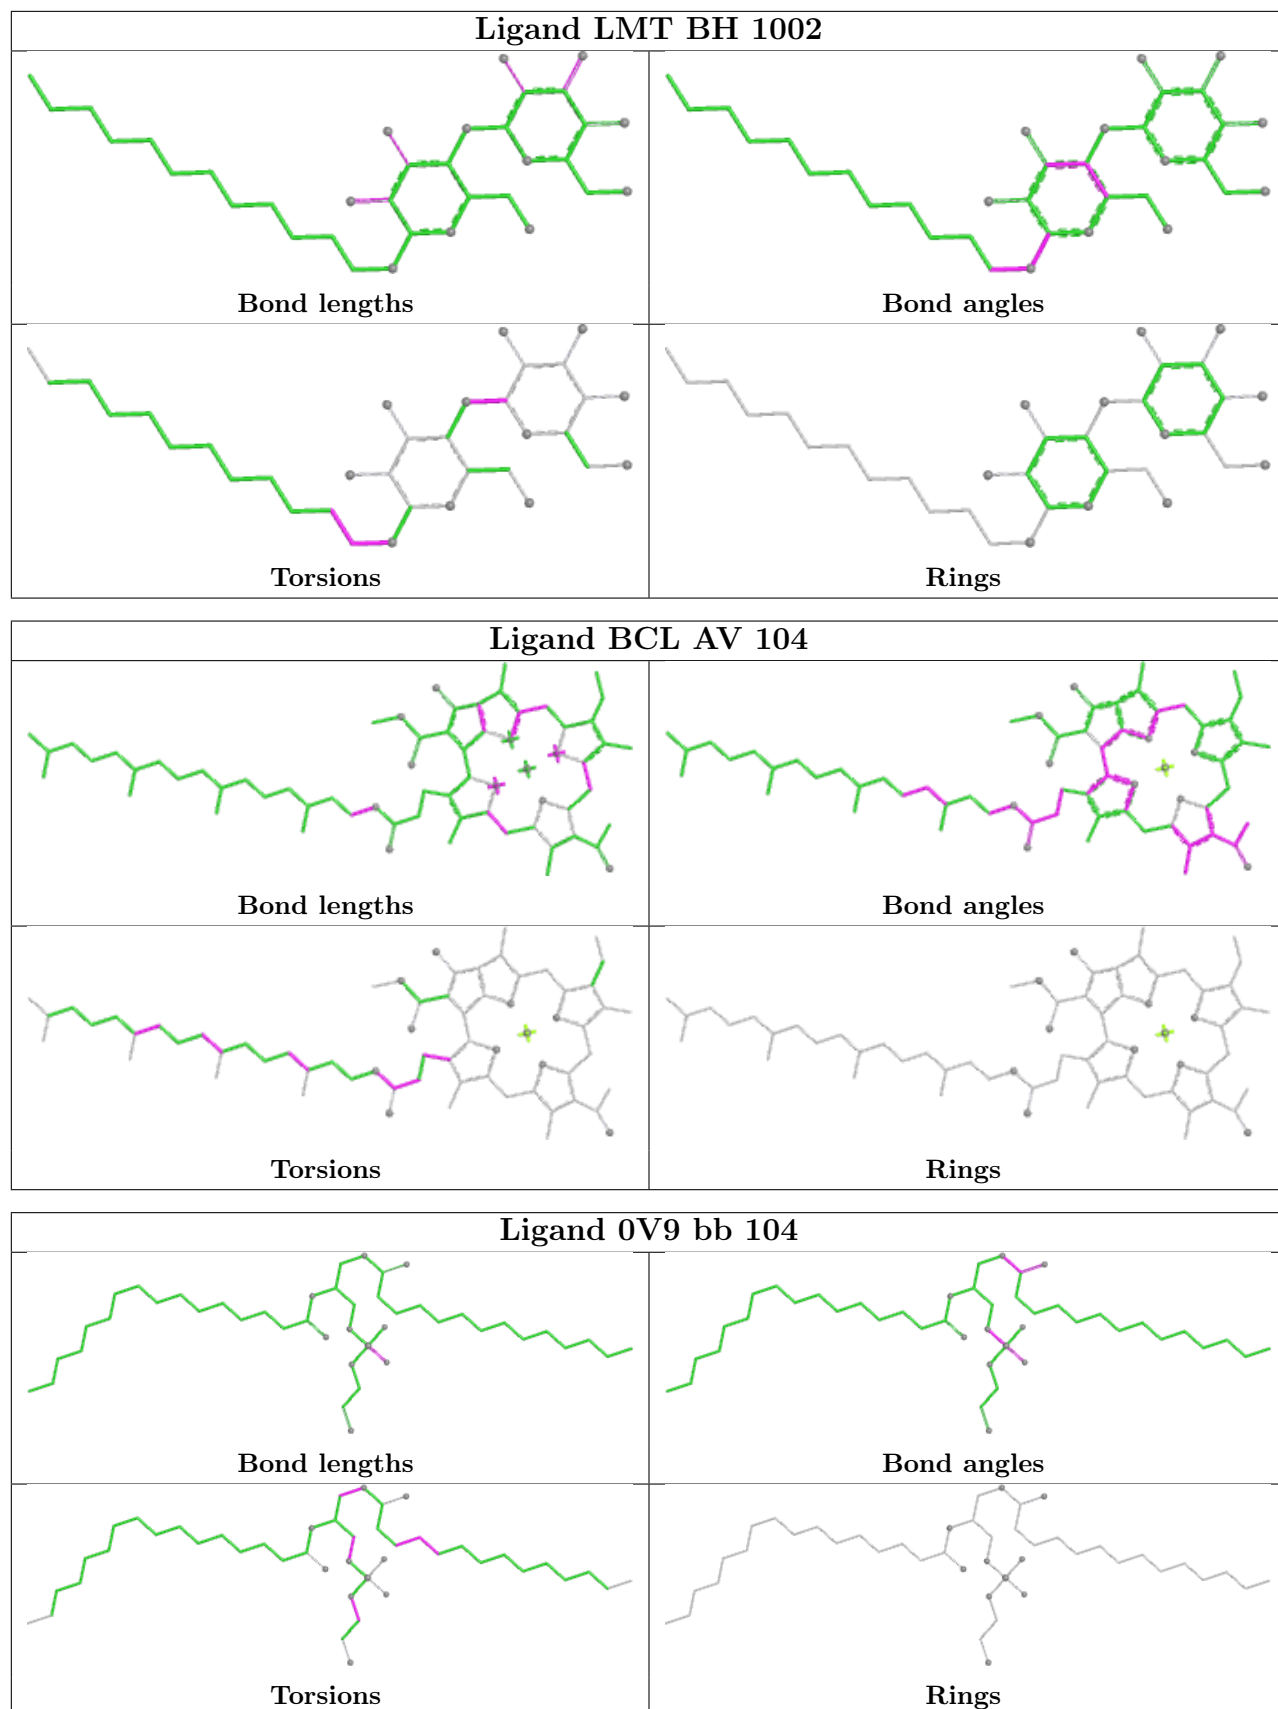 Ligand LMT BH 1002
Bond lengths
Bond angles
Torsions
Rings
Ligand BCL AV 104
Bond lengths
Bond angles
Torsions
Rings
Ligand 0V9 bb 104
Bond lengths
Bond angles
Torsions
Rings